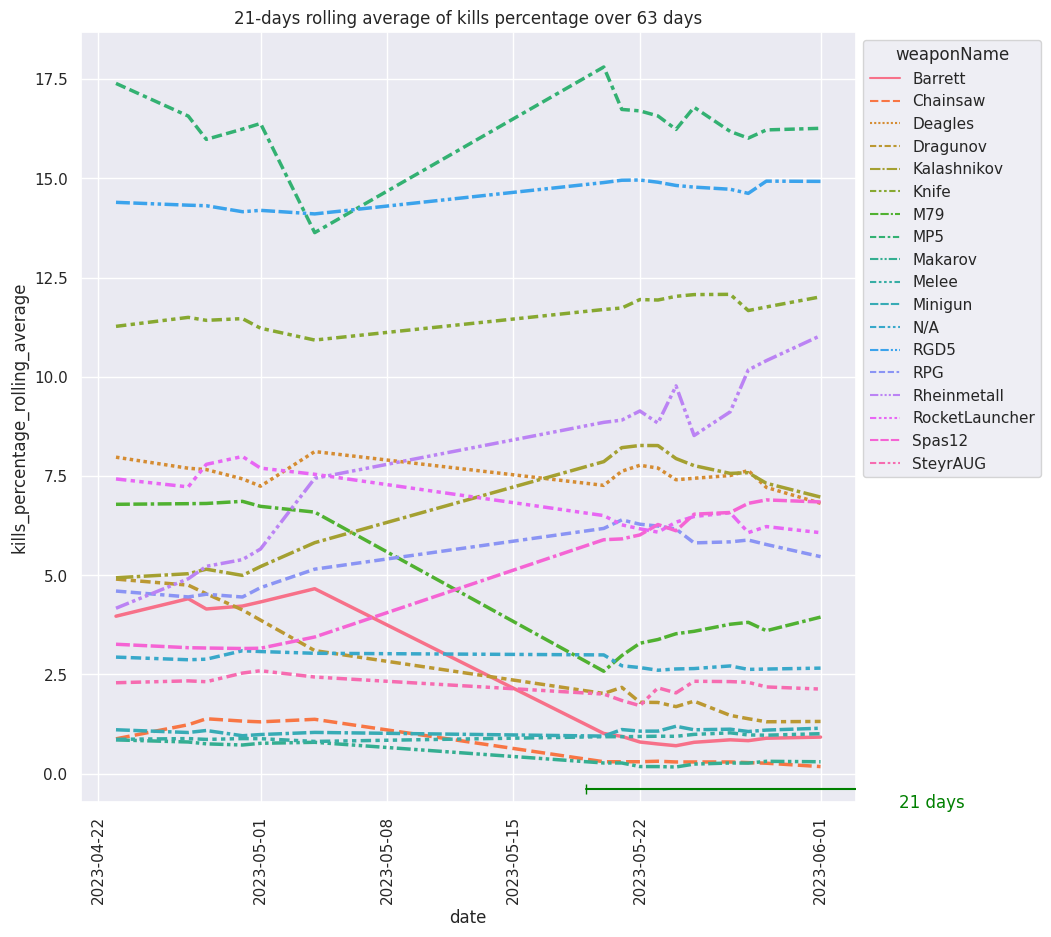 21-days rolling average of kills percentage over 63 days
kills_percentage_rolling_average
17.5
15.0
12.5
10.0
7.5
5.0
2.5
0.0
2023-04-22
2023-05-01
2023-05-08
2023-05-15
2023-05-22
2023-06-01
date
21 days
weaponName
Barrett
Chainsaw
Deagles
Dragunov
Kalashnikov
Knife
M79
MP5
Makarov
Melee
Minigun
N/A
RGD5
RPG
Rheinmetall
RocketLauncher
Spas12
SteyrAUG